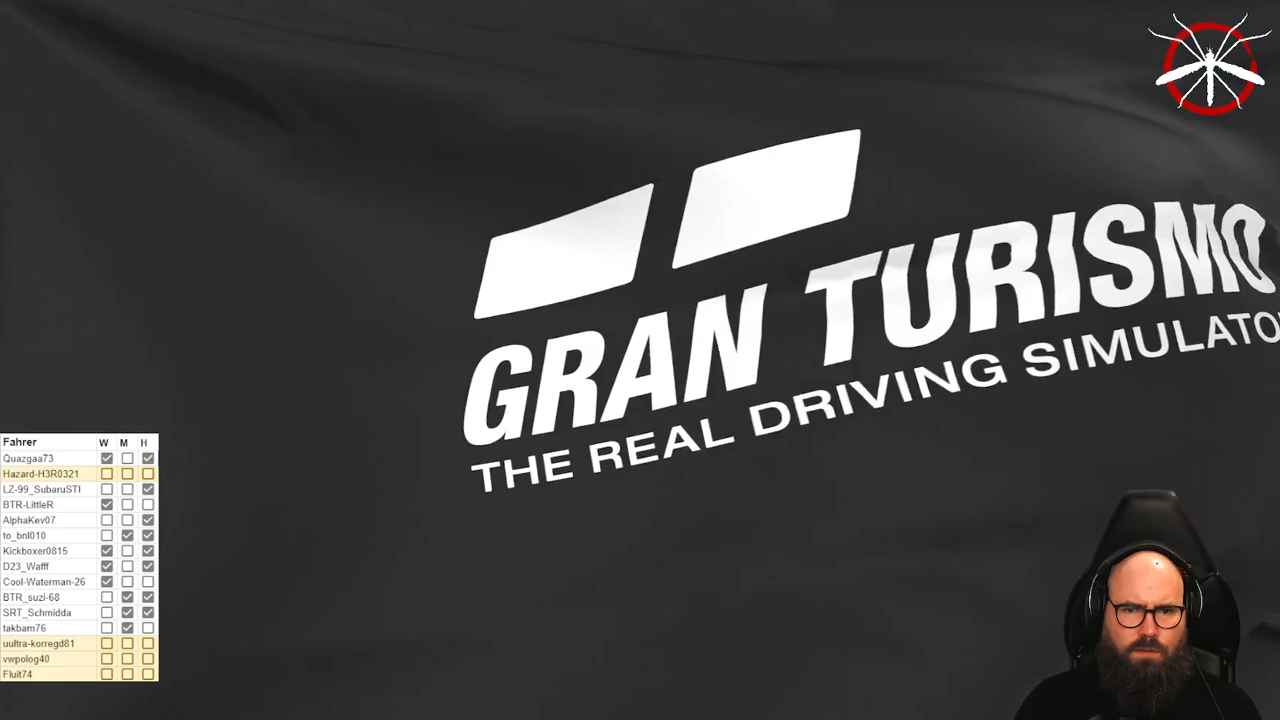 GRAN TURISMO
THE REAL DRIVING SIMULATO
Fahrer W M H
Quazgaa73
Hazard-H3R0321
LZ-99_SubaruSTI
BTR-LittleR
AlphaKev07
to_bnl010
Kickboxer0815
D23_Wafff
Cool-Waterman-26
BTR_suzi-68
SRT_Schmidda
takbam76
uultra-korregd81
vwpolog40
Fluit74